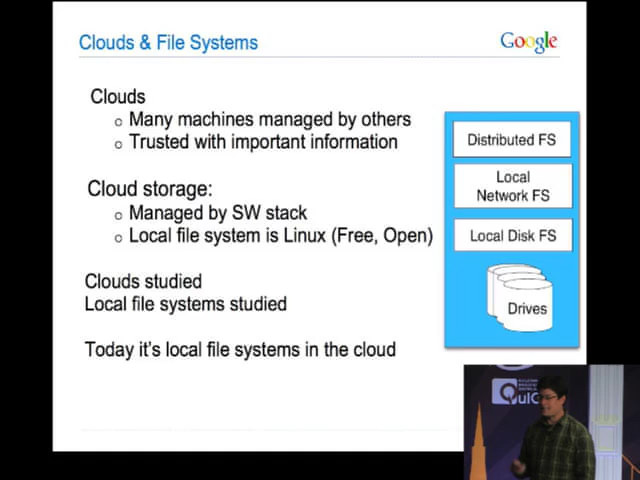 Clouds & File Systems
Google
Clouds
Many machines managed by others
Trusted with important information
Cloud storage:
Managed by SW stack
Local file system is Linux (Free, Open)
Clouds studied
Local file systems studied
Today it's local file systems in the cloud
Distributed FS
Local
Network FS
Local Disk FS
Drives